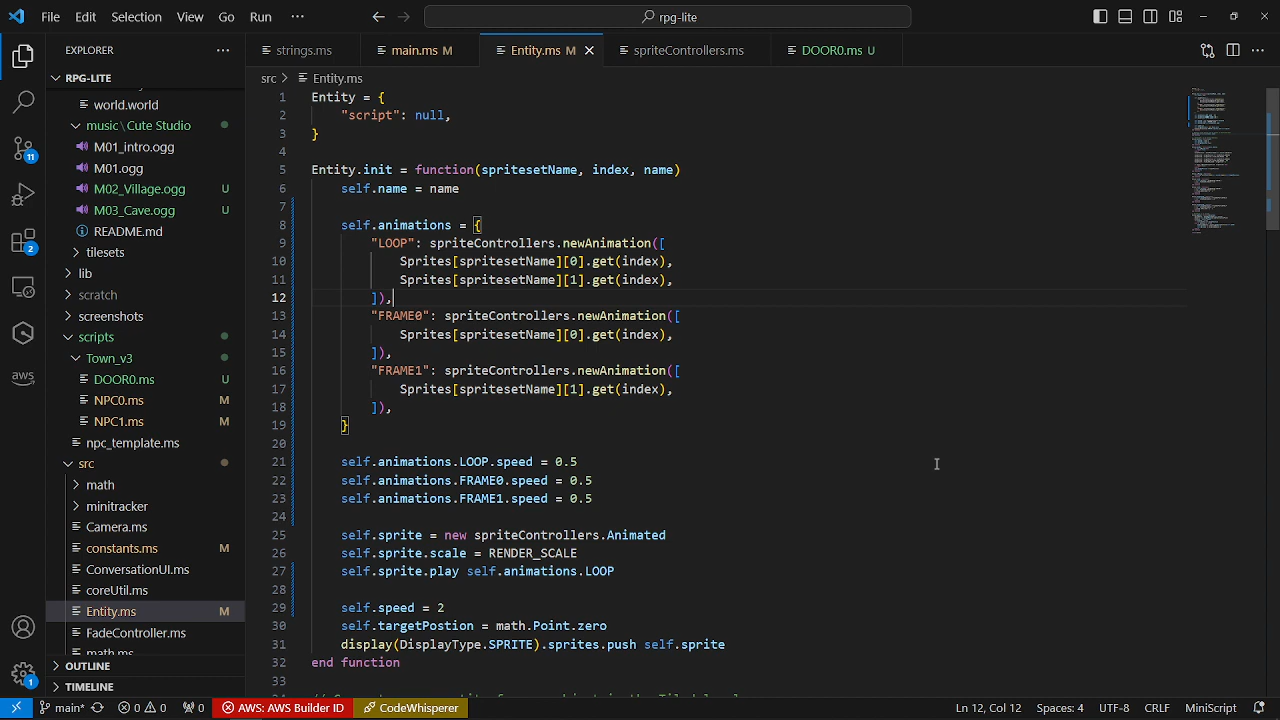 File Edit Selection View Go Run ··· rpg-lite
EXPLORER ···
RPG-LITE
world.world
music\Cute Studio
M01_intro.ogg
M01.ogg
M02_Village.ogg U
M03_Cave.ogg U
README.md
tilesets
lib
scratch
screenshots
scripts
Town_v3
DOOR0.ms U
NPC0.ms M
NPC1.ms M
npc_template.ms
src
math
minitracker
Camera.ms
constants.ms M
ConversationUI.ms
coreUtil.ms
Entity.ms M
FadeController.ms
math.ms
OUTLINE
TIMELINE
11
2
aws
1
strings.ms main.ms M Entity.ms M spriteControllers.ms DOOR0.ms U
src > Entity.ms
1 Entity = {
2 "script": null,
3 }
4
5 Entity.init = function(spritesetName, index, name)
6 self.name = name
7
8 self.animations = {
9 "LOOP": spriteControllers.newAnimation([
10 Sprites[spritesetName][0].get(index),
11 Sprites[spritesetName][1].get(index),
12 ]),
13 "FRAME0": spriteControllers.newAnimation([
14 Sprites[spritesetName][0].get(index),
15 ]),
16 "FRAME1": spriteControllers.newAnimation([
17 Sprites[spritesetName][1].get(index),
18 ]),
19 }
20
21 self.animations.LOOP.speed = 0.5
22 self.animations.FRAME0.speed = 0.5
23 self.animations.FRAME1.speed = 0.5
24
25 self.sprite = new spriteControllers.Animated
26 self.sprite.scale = RENDER_SCALE
27 self.sprite.play self.animations.LOOP
28
29 self.speed = 2
30 self.targetPostion = math.Point.zero
31 display(DisplayType.SPRITE).sprites.push self.sprite
32 end function
33
main* 0 0 0 AWS: AWS Builder ID CodeWhisperer Ln 12, Col 12 Spaces: 4 UTF-8 CRLF MiniScript